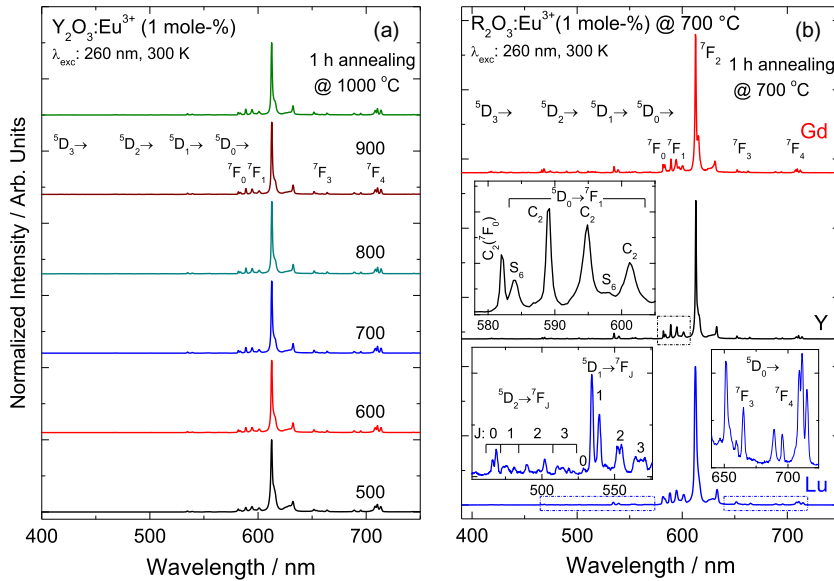 Y₂O₃:Eu³⁺ (1 mole-%)
(a)
λexc: 260 nm, 300 K
1 h annealing
@ 1000 °C
⁵D₃→ ⁵D₂→ ⁵D₁→ ⁵D₀→
900
⁷F₀ ⁷F₁ ⁷F₃ ⁷F₄
800
700
600
500
Normalized Intensity / Arb. Units
400 500 600 700
Wavelength / nm
R₂O₃:Eu³⁺(1 mole-%) @ 700 °C
(b)
λexc: 260 nm, 300 K
⁷F₂
1 h annealing
@ 700 °C
⁵D₃→ ⁵D₂→ ⁵D₁→ ⁵D₀→
Gd
⁷F₀ ⁷F₁ ⁷F₃ ⁷F₄
⁵D₀→⁷F₁
C₂(⁷F₀)
S₆
C₂
C₂
S₆
C₂
580 590 600
Y
⁵D₁→⁷FJ
⁵D₂→⁷FJ
J: 0 1 2 3
0 1 2 3
500 550
⁵D₀→
⁷F₃ ⁷F₄
650 700
Lu
400 500 600 700
Wavelength / nm